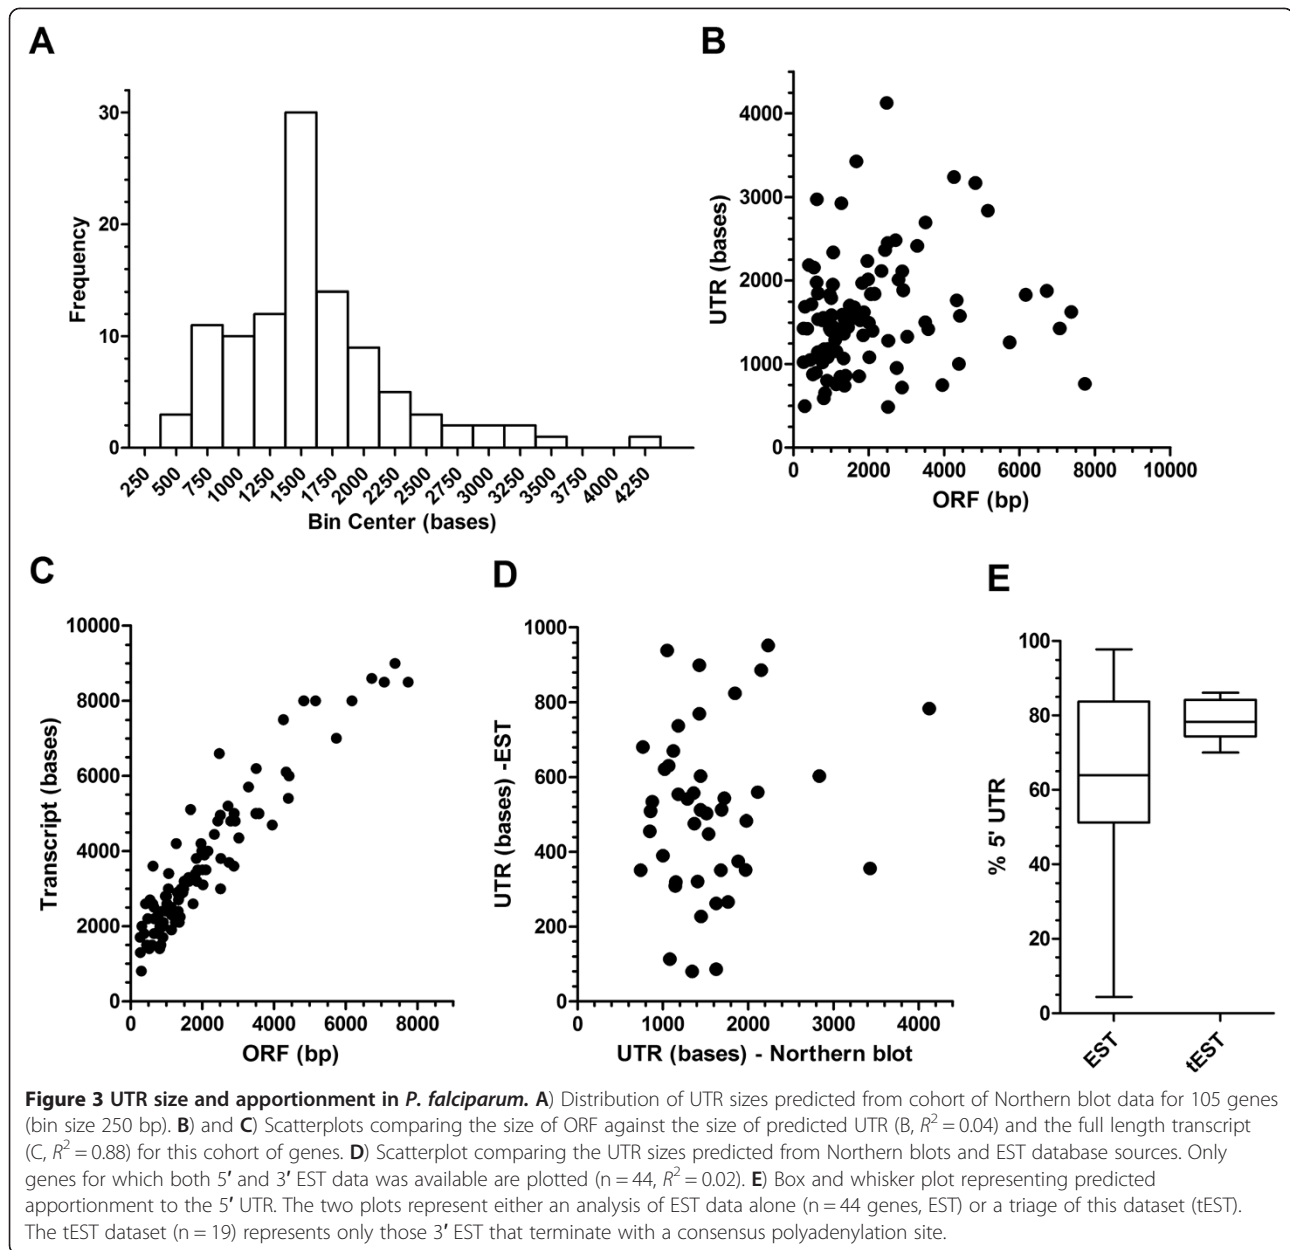 A
Frequency
30
20
10
0
250 500 750 1000 1250 1500 1750 2000 2250 2500 2750 3000 3250 3500 3750 4000 4250
Bin Center (bases)
B
UTR (bases)
4000
3000
2000
1000
0
0 2000 4000 6000 8000 10000
ORF (bp)
C
Transcript (bases)
10000
8000
6000
4000
2000
0
0 2000 4000 6000 8000
ORF (bp)
D
UTR (bases) -EST
1000
800
600
400
200
0
0 1000 2000 3000 4000
UTR (bases) - Northern blot
E
% 5' UTR
100
80
60
40
20
0
EST tEST
Figure 3 UTR size and apportionment in P. falciparum. A) Distribution of UTR sizes predicted from cohort of Northern blot data for 105 genes
(bin size 250 bp). B) and C) Scatterplots comparing the size of ORF against the size of predicted UTR (B, R² = 0.04) and the full length transcript
(C, R² = 0.88) for this cohort of genes. D) Scatterplot comparing the UTR sizes predicted from Northern blots and EST database sources. Only
genes for which both 5′ and 3′ EST data was available are plotted (n = 44, R² = 0.02). E) Box and whisker plot representing predicted
apportionment to the 5′ UTR. The two plots represent either an analysis of EST data alone (n = 44 genes, EST) or a triage of this dataset (tEST).
The tEST dataset (n = 19) represents only those 3′ EST that terminate with a consensus polyadenylation site.